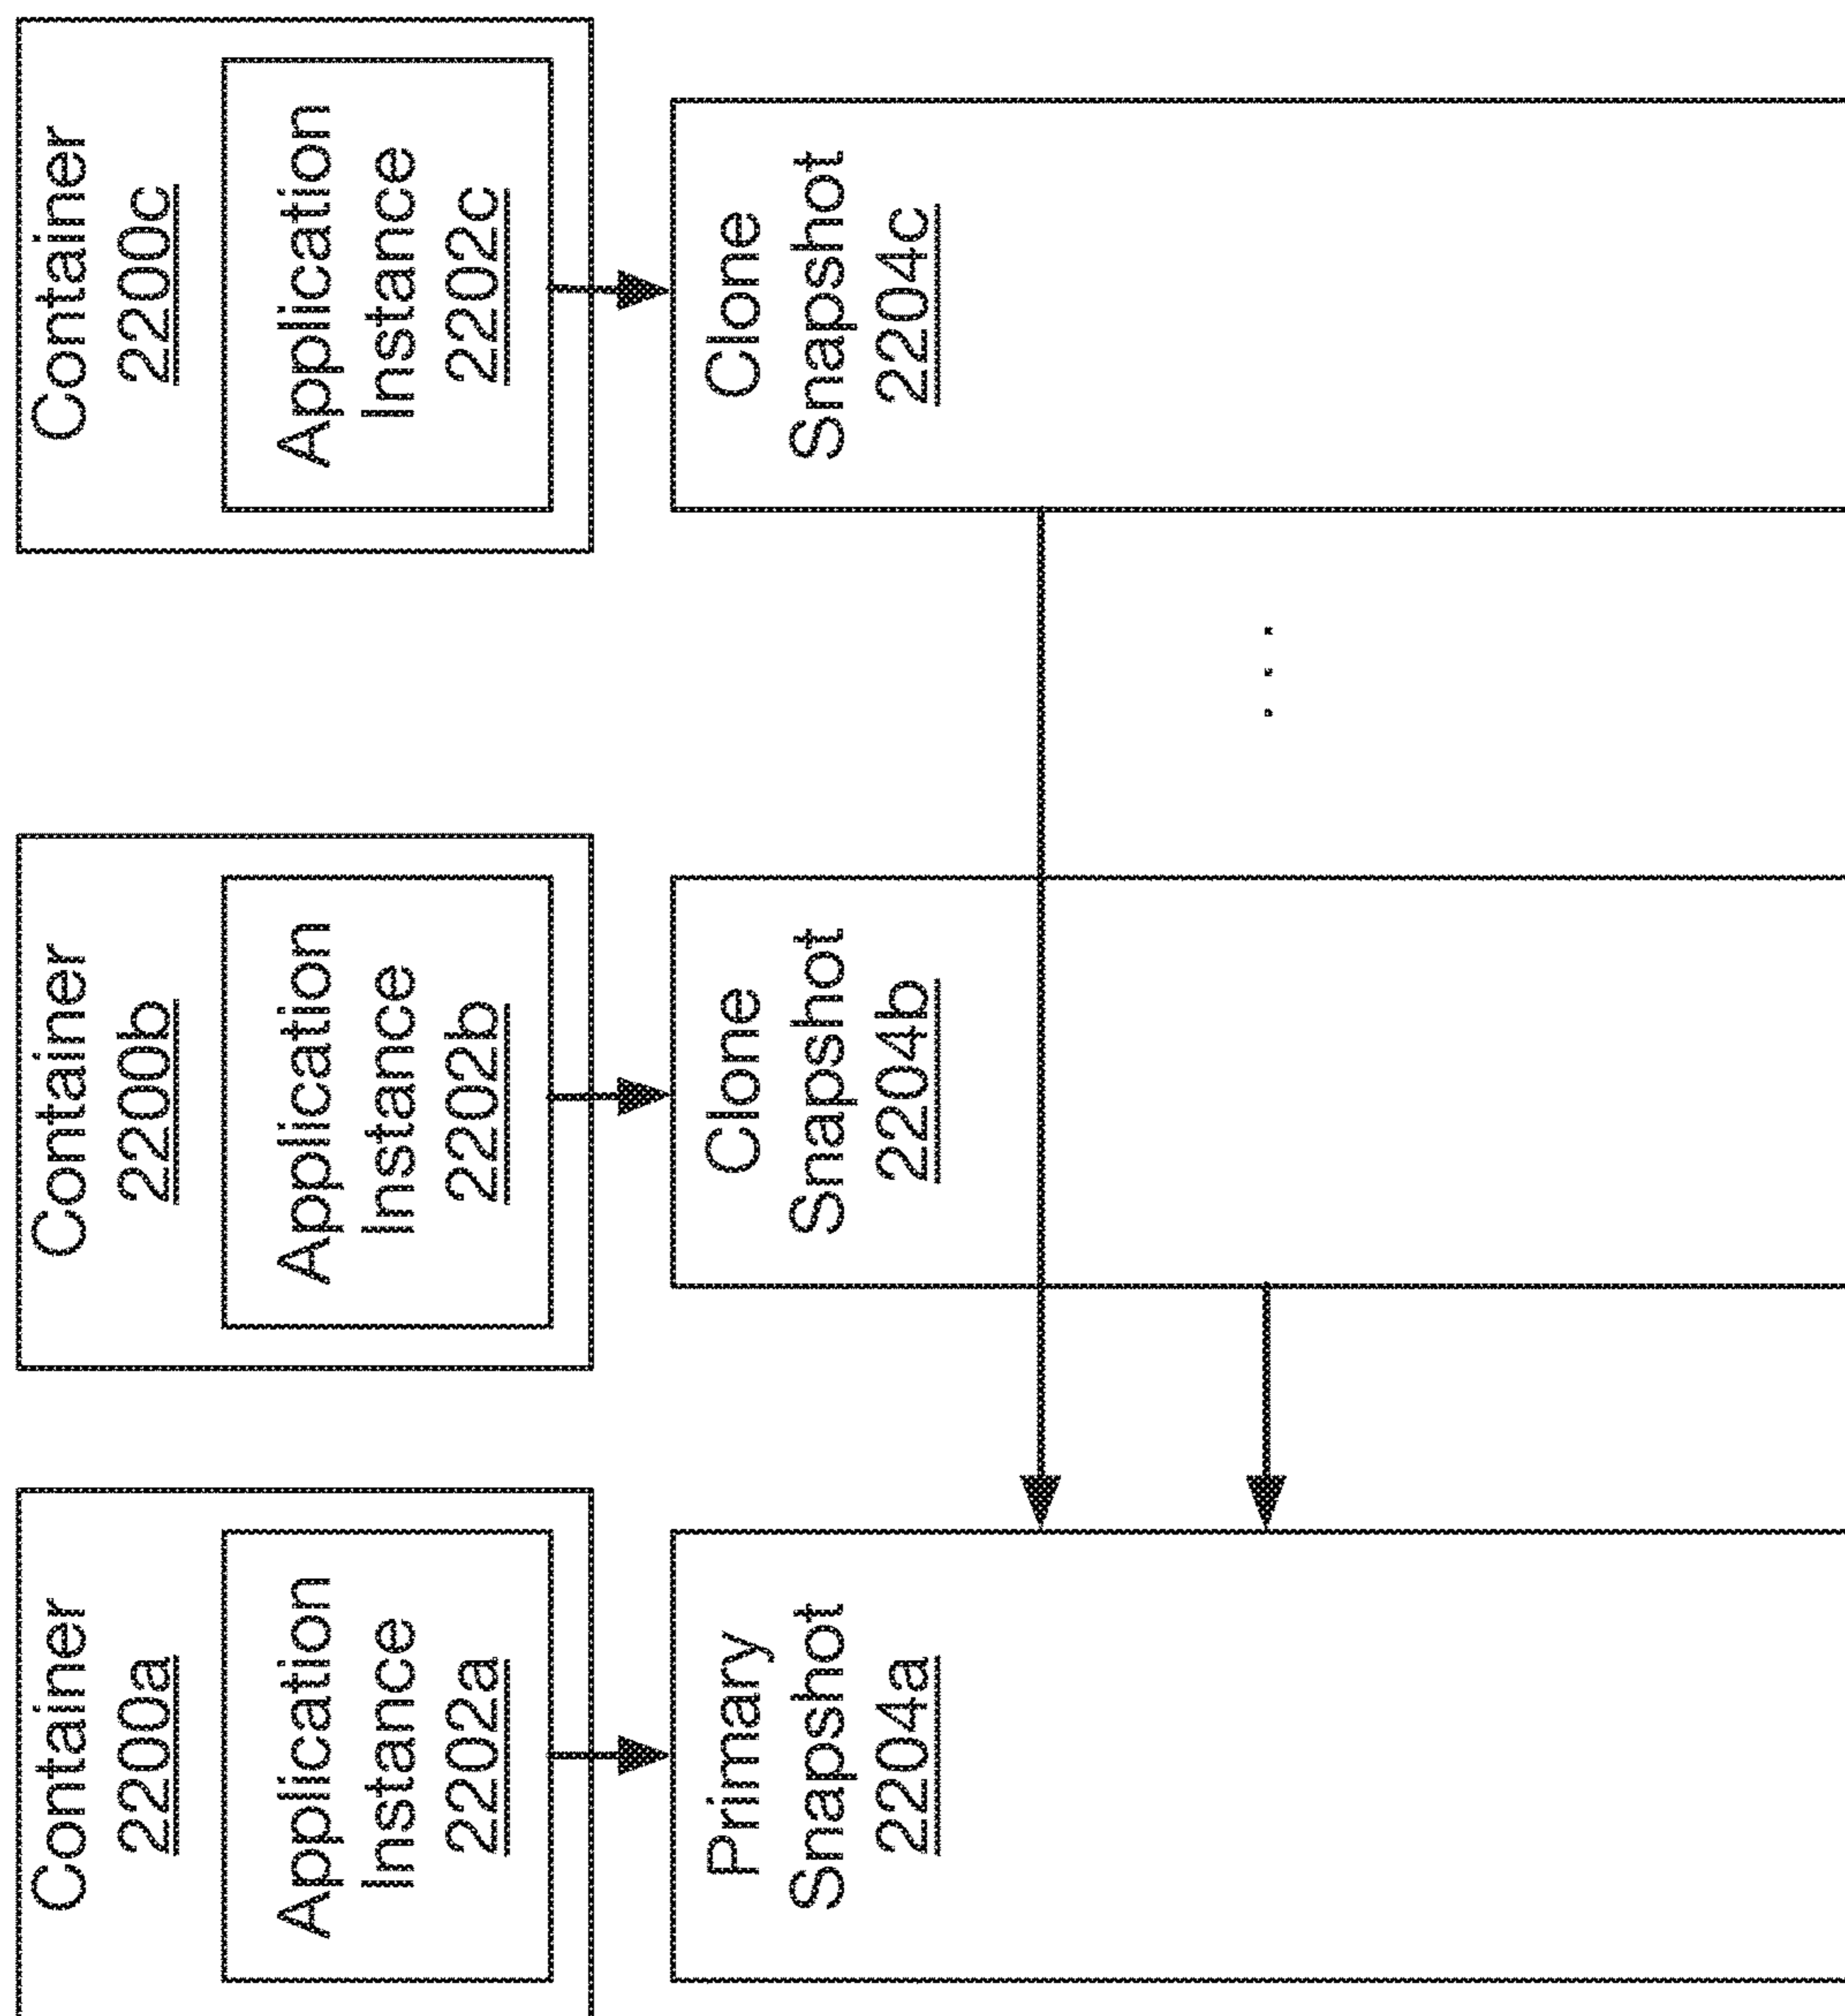 Container
2200a
Application
Instance
2202a
Primary
Snapshot
2204a
Container
2200b
Application
Instance
2202b
Clone
Snapshot
2204b
. . .
Container
2200c
Application
Instance
2202c
Clone
Snapshot
2204c